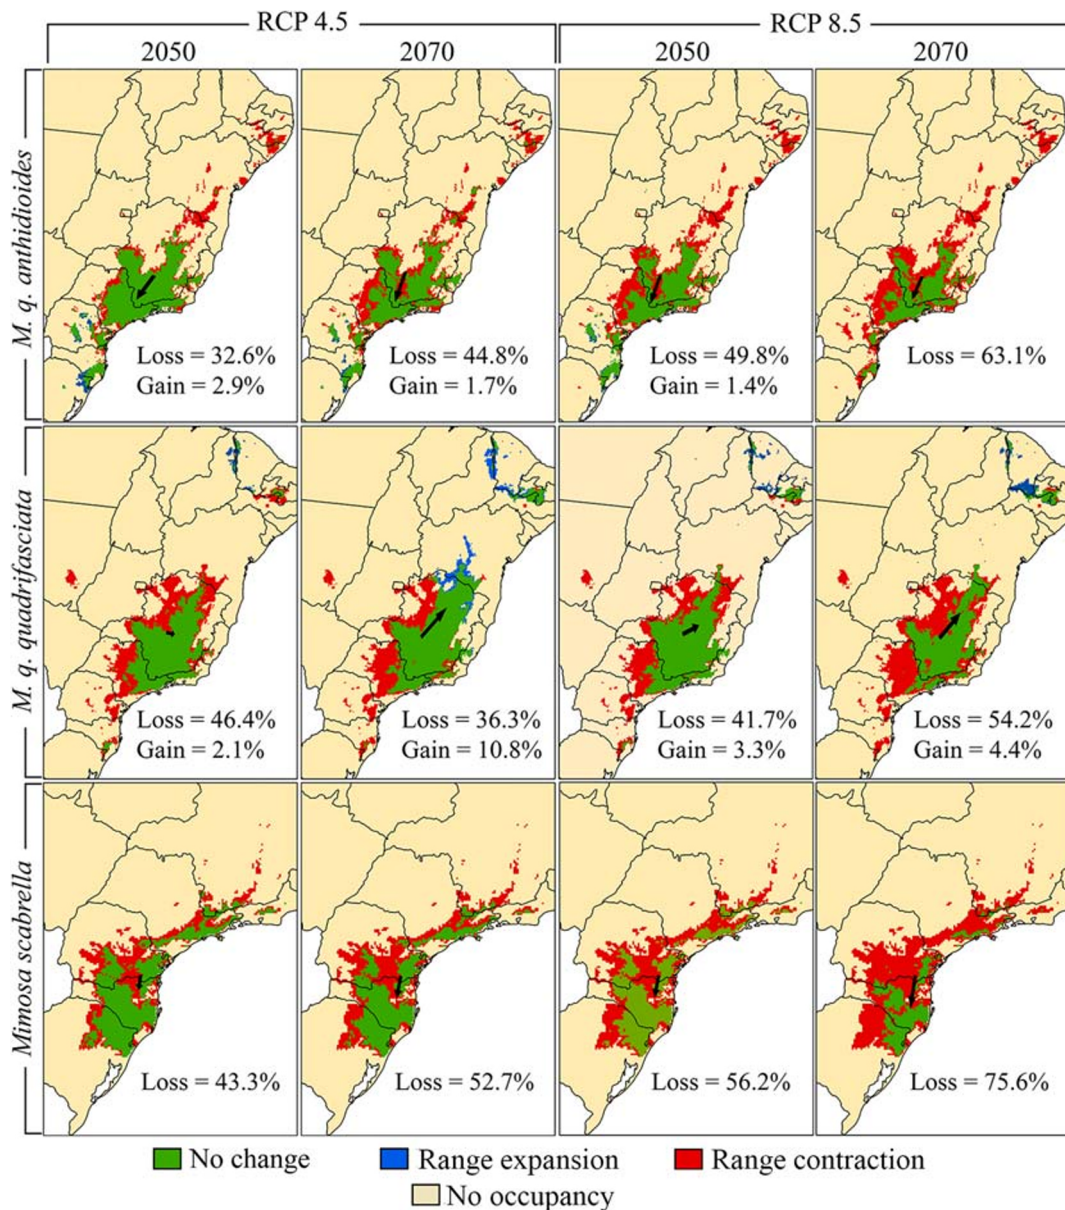 RCP 4.5 RCP 8.5
2050 2070 2050 2070
M. q. anthidioides
Loss = 32.6% Loss = 44.8% Loss = 49.8% Loss = 63.1%
Gain = 2.9% Gain = 1.7% Gain = 1.4%
M. q. quadrifasciata
Loss = 46.4% Loss = 36.3% Loss = 41.7% Loss = 54.2%
Gain = 2.1% Gain = 10.8% Gain = 3.3% Gain = 4.4%
Mimosa scabrella
Loss = 43.3% Loss = 52.7% Loss = 56.2% Loss = 75.6%
No change Range expansion Range contraction
No occupancy